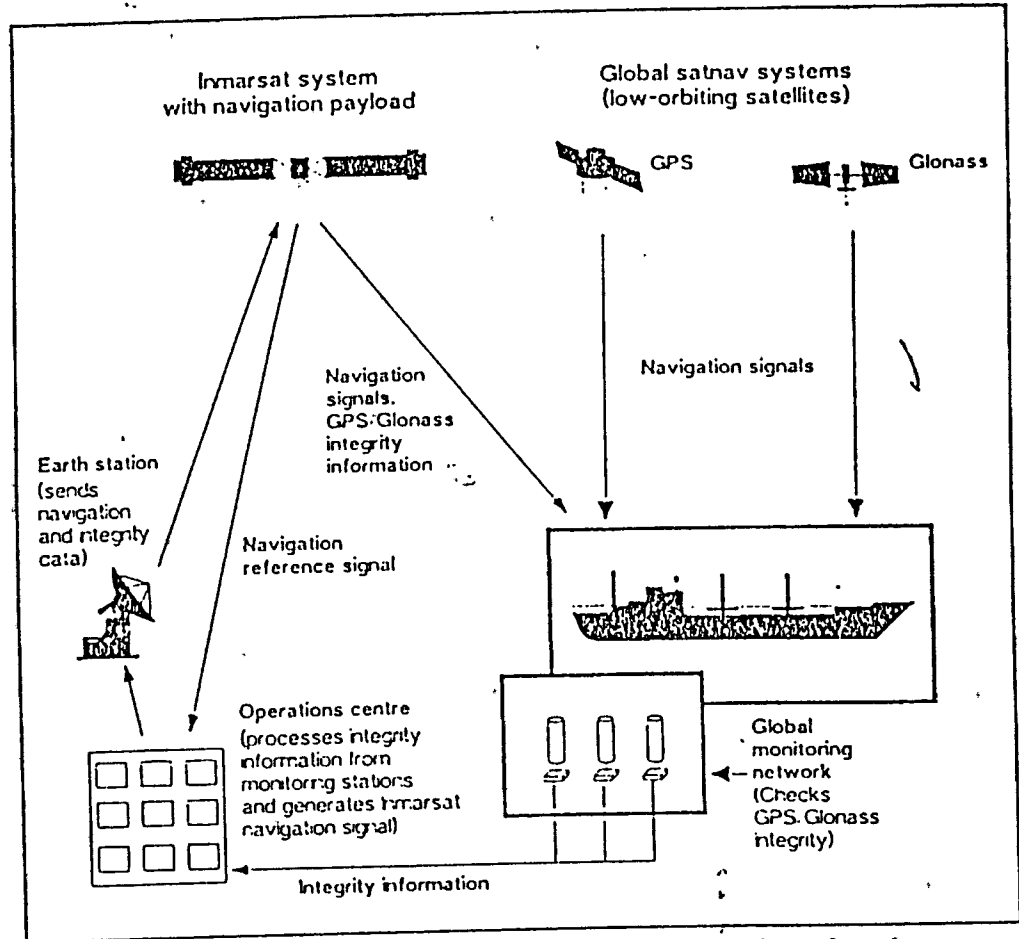 Inmarsat system
with navigation payload
Global satnav systems
(low-orbiting satellites)
GPS
Glonass
Navigation
signals.
GPS/Glonass
integrity
information
Navigation signals
Earth station
(sends
navigation
and integrity
data)
Navigation
reference signal
Operations centre
(processes integrity
information from
monitoring stations
and generates Inmarsat
navigation signal)
Global
monitoring
network
(Checks
GPS. Glonass
integrity)
Integrity information